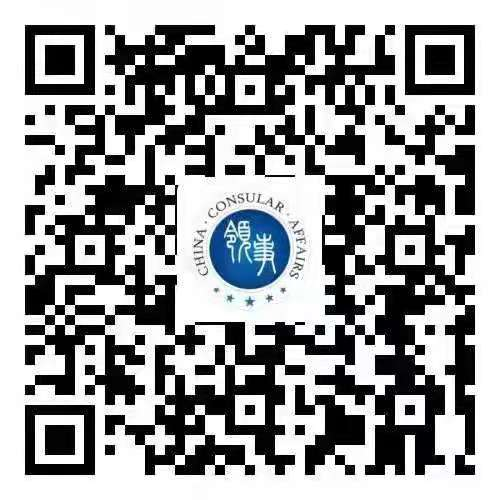 CHINA · CONSULAR · AFFAIRS
領事